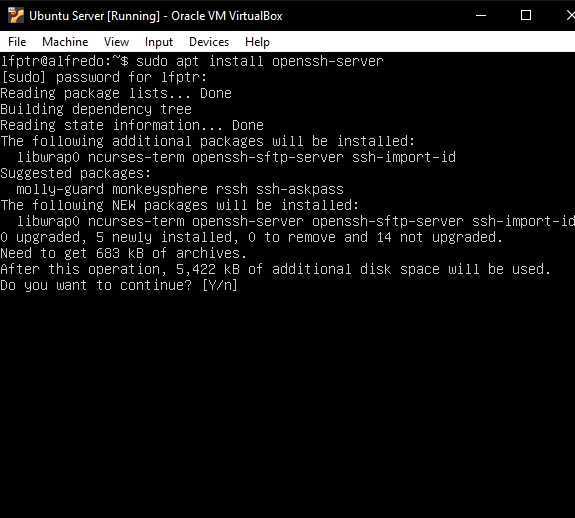 Ubuntu Server [Running] - Oracle VM VirtualBox
File Machine View Input Devices Help
lfptr@alfredo:~$ sudo apt install openssh-server
[sudo] password for lfptr:
Reading package lists... Done
Building dependency tree
Reading state information... Done
The following additional packages will be installed:
  libwrap0 ncurses-term openssh-sftp-server ssh-import-id
Suggested packages:
  molly-guard monkeysphere rssh ssh-askpass
The following NEW packages will be installed:
  libwrap0 ncurses-term openssh-server openssh-sftp-server ssh-import-id
0 upgraded, 5 newly installed, 0 to remove and 14 not upgraded.
Need to get 683 kB of archives.
After this operation, 5,422 kB of additional disk space will be used.
Do you want to continue? [Y/n]